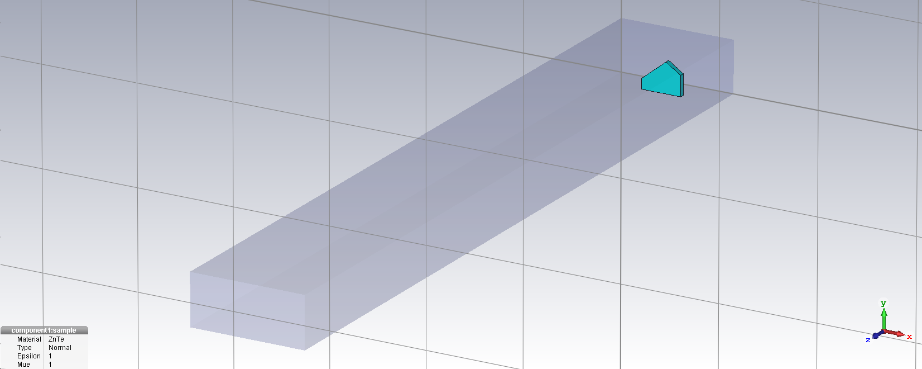 component1:sample
Material ZnTe
Type Normal
Epsilon 1
Mue 1
y
x
z